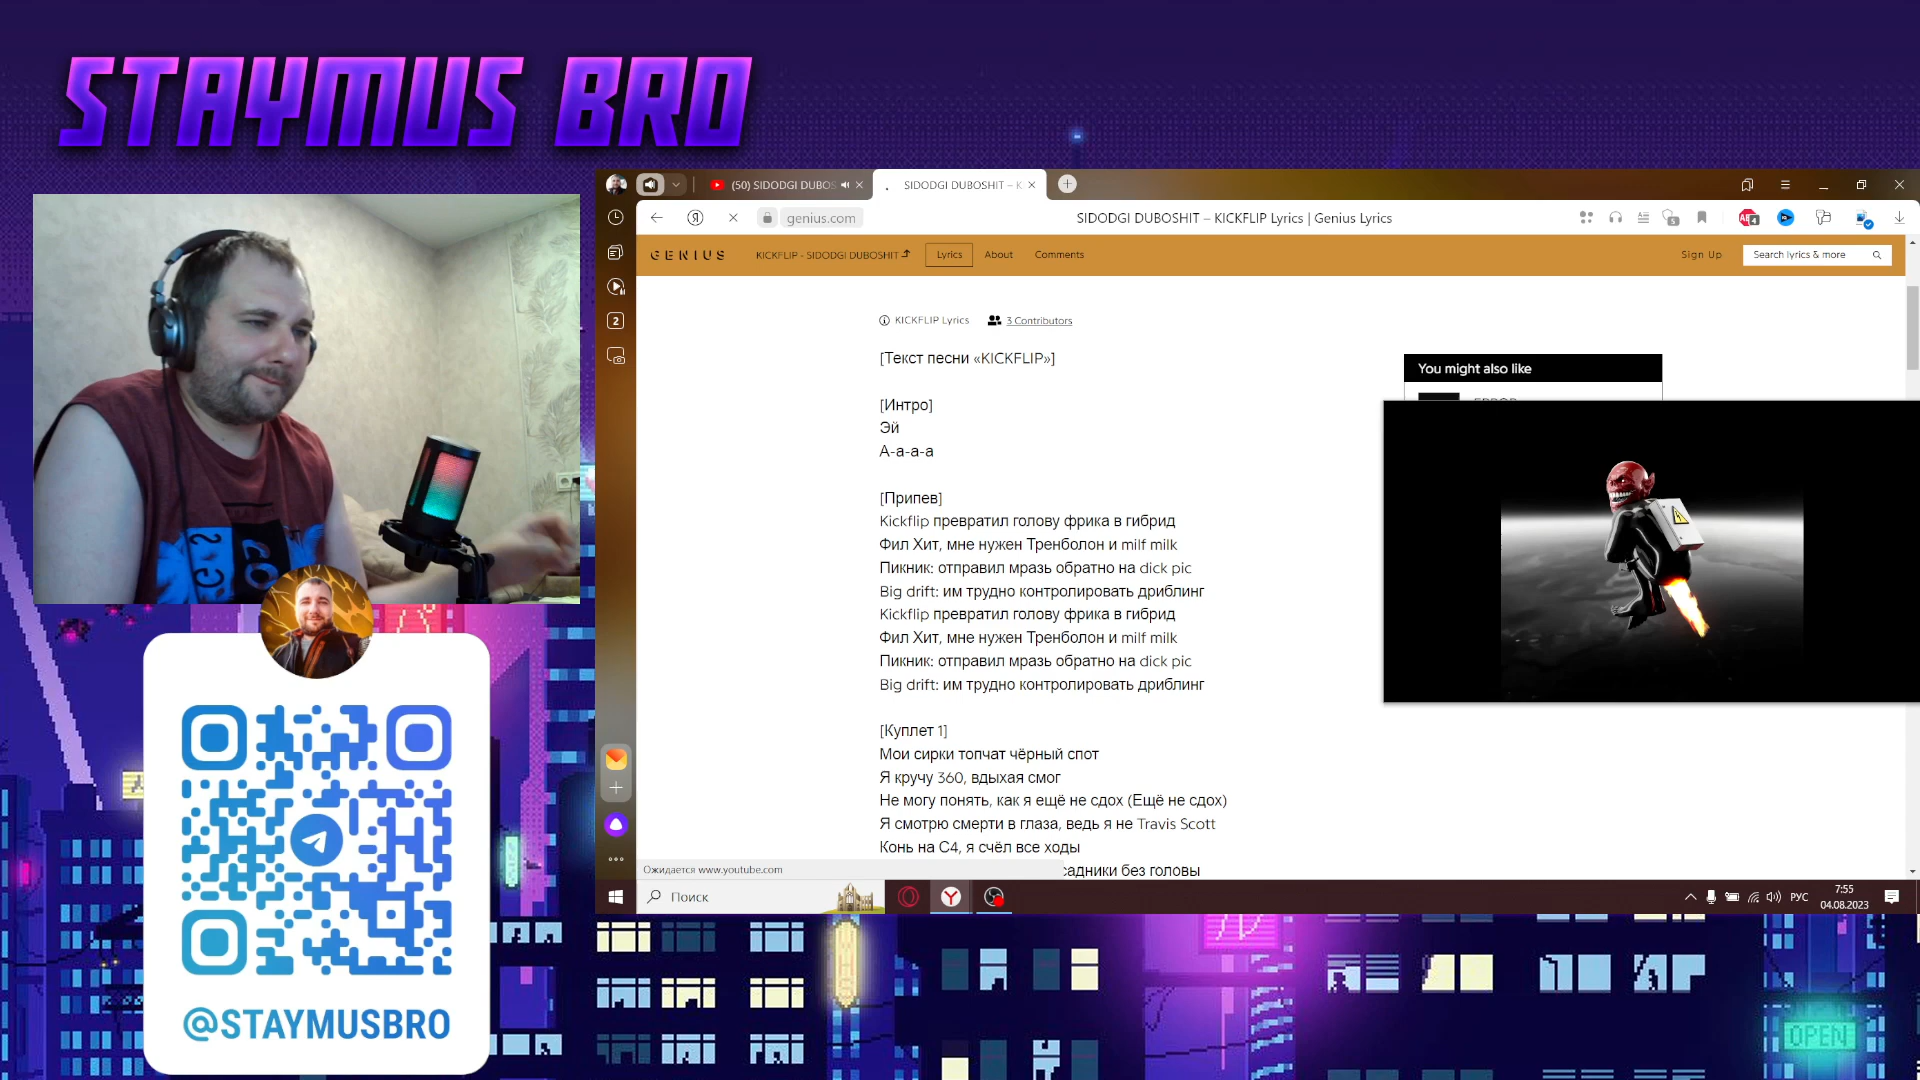 STAYMUS BRO
(50) SIDODGI DUBOS
SIDODGI DUBOSHIT – K
genius.com
SIDODGI DUBOSHIT – KICKFLIP Lyrics | Genius Lyrics
GENIUS
KICKFLIP - SIDODGI DUBOSHIT
Lyrics
About
Comments
Sign Up
Search lyrics & more
2
KICKFLIP Lyrics
3 Contributors
[Текст песни «KICKFLIP»]
You might also like
[Интро]
Эй
А-а-а-а
[Припев]
Kickflip превратил голову фрика в гибрид
Фил Хит, мне нужен Тренболон и milf milk
Пикник: отправил мразь обратно на dick pic
Big drift: им трудно контролировать дриблинг
Kickflip превратил голову фрика в гибрид
Фил Хит, мне нужен Тренболон и milf milk
Пикник: отправил мразь обратно на dick pic
Big drift: им трудно контролировать дриблинг
[Куплет 1]
Мои сирки топчат чёрный спот
Я кручу 360, вдыхая смог
Не могу понять, как я ещё не сдох (Ещё не сдох)
Я смотрю смерти в глаза, ведь я не Travis Scott
Конь на C4, я счёл все ходы
садники без головы
Ожидается www.youtube.com
Поиск
РУС
7:55
04.08.2023
@STAYMUSBRO
OPEN